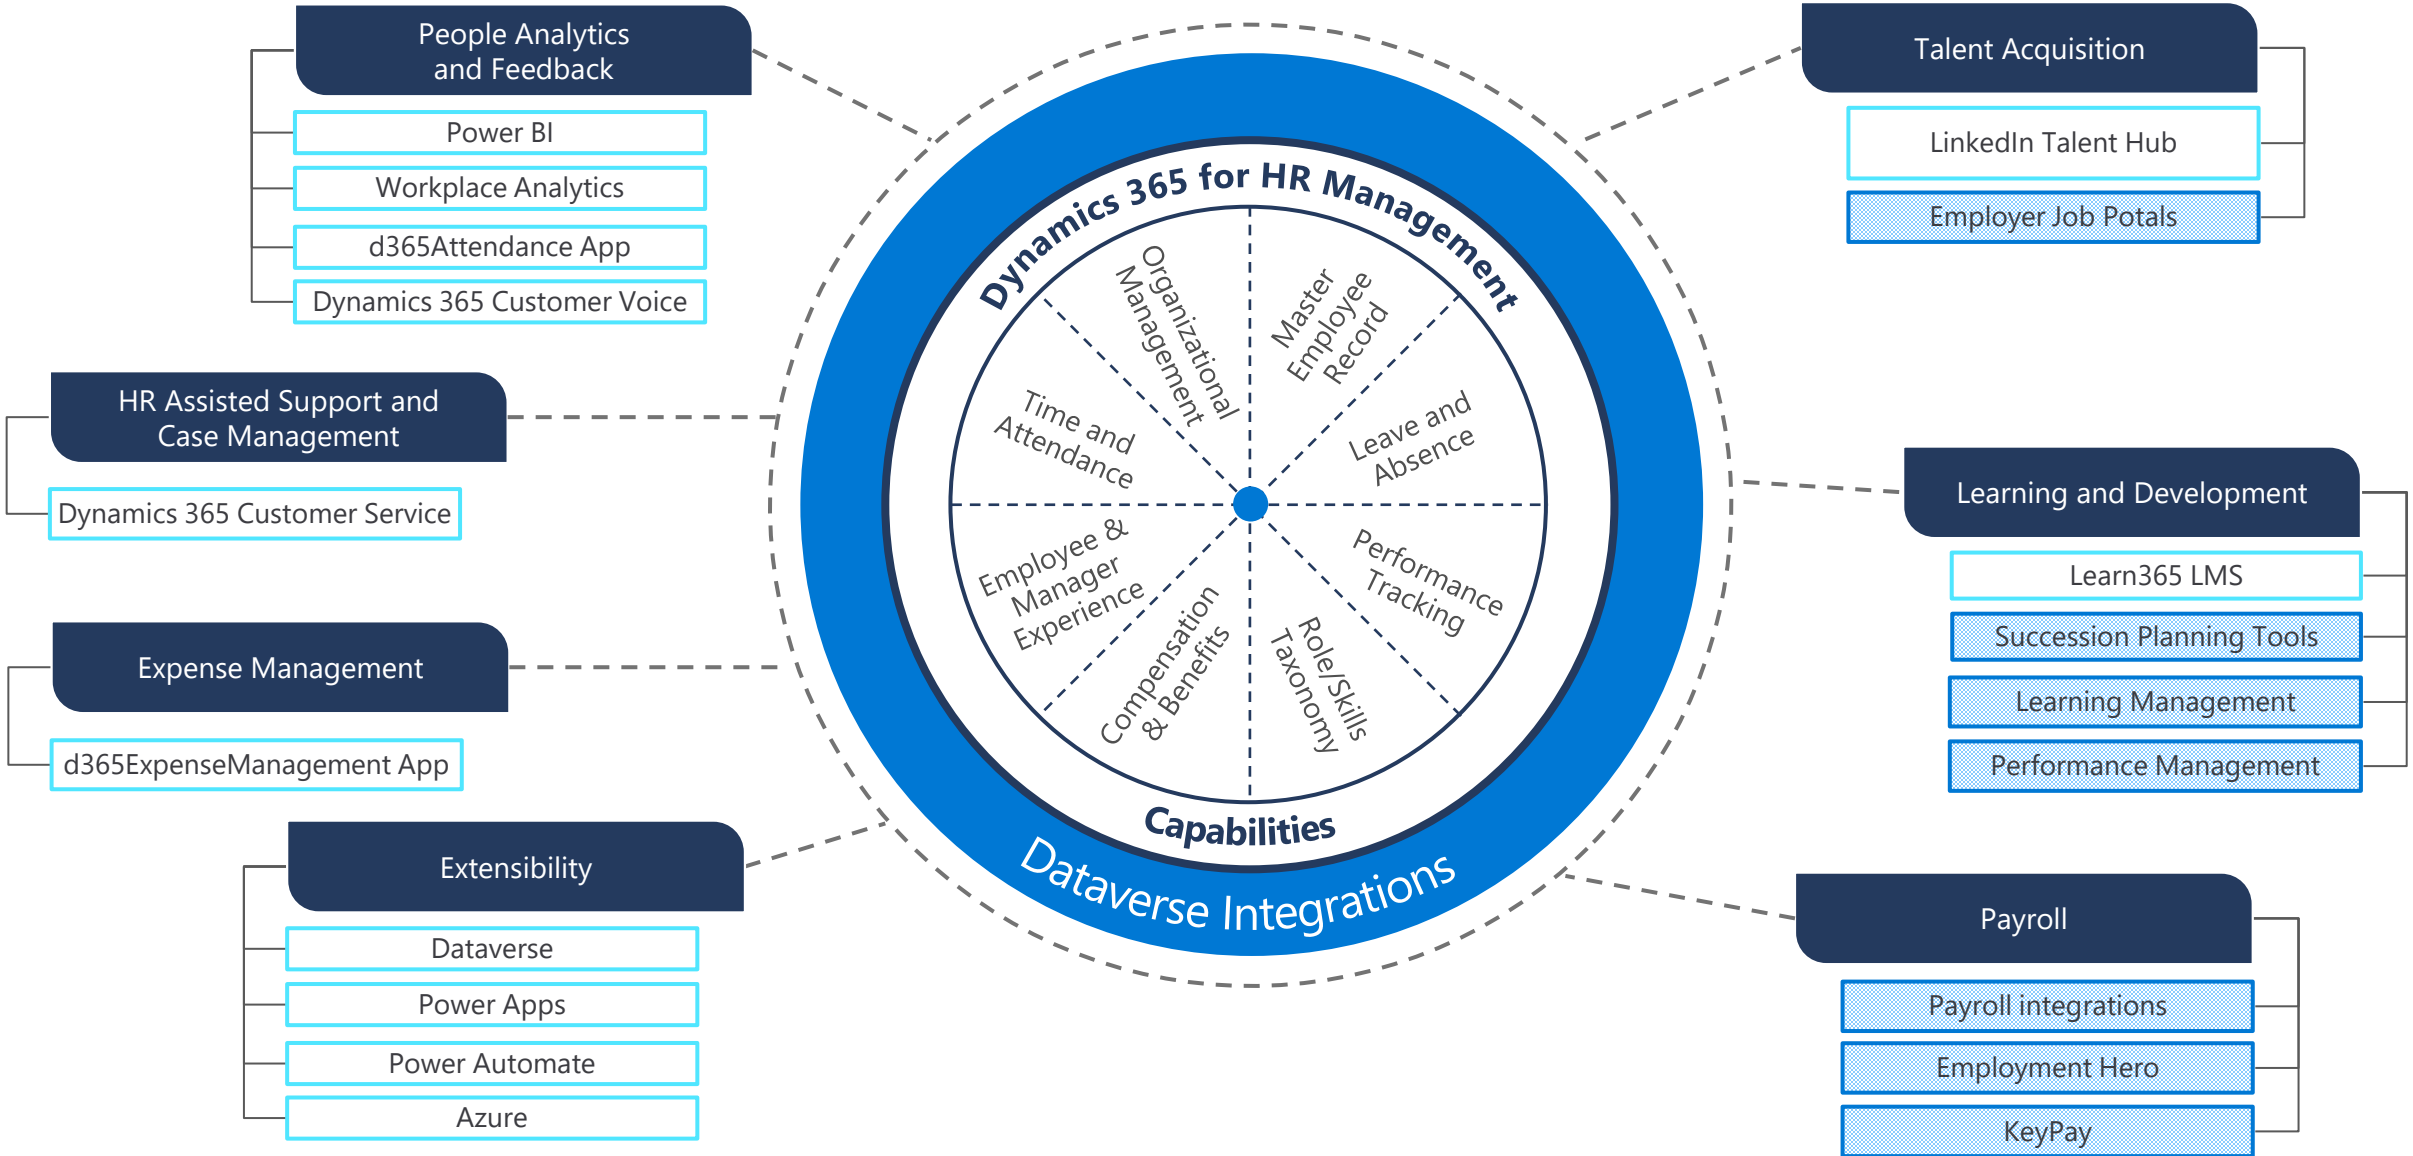 People Analytics
and Feedback
Power BI
Workplace Analytics
d365Attendance App
Dynamics 365 Customer Voice
HR Assisted Support and
Case Management
Dynamics 365 Customer Service
Expense Management
d365ExpenseManagement App
Extensibility
Dataverse
Power Apps
Power Automate
Azure
Dynamics 365 for HR Management
Organizational
Management
Master
Employee
Record
Time and
Attendance
Leave and
Absence
Employee &
Manager
Experience
Performance
Tracking
Compensation
& Benefits
Role/Skills
Taxonomy
Capabilities
Dataverse Integrations
Talent Acquisition
LinkedIn Talent Hub
Employer Job Potals
Learning and Development
Learn365 LMS
Succession Planning Tools
Learning Management
Performance Management
Payroll
Payroll integrations
Employment Hero
KeyPay